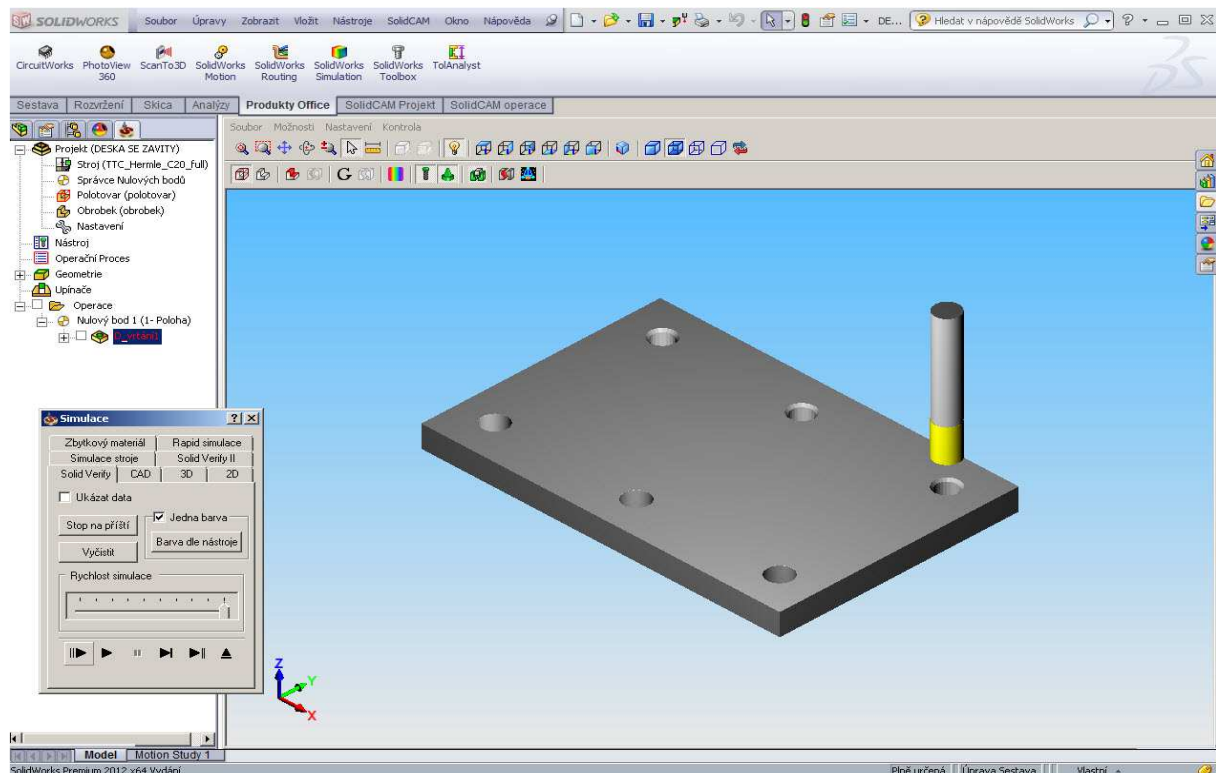 SOLIDWORKS Soubor Úpravy Zobrazit Vložit Nástroje SolidCAM Okno Nápověda DE... Hledat v nápovědě SolidWorks
CircuitWorks PhotoView 360 ScanTo3D SolidWorks Motion SolidWorks Routing SolidWorks Simulation SolidWorks Toolbox TolAnalyst
Sestava Rozvržení Skica Analýzy Produkty Office SolidCAM Projekt SolidCAM operace
Soubor Možnosti Nastavení Kontrola
Projekt (DESKA SE ZAVITY)
Stroj (TTC_Hermle_C20_full)
Správce Nulových bodů
Polotovar (polotovar)
Obrobek (obrobek)
Nastavení
Nástroj
Operační Proces
Geometrie
Upínače
Operace
Nulový bod 1 (1- Poloha)
Simulace
Zbytkový materiál Rapid simulace
Simulace stroje Solid Verify II
Solid Verify CAD 3D 2D
Ukázat data
Stop na příští
Jedna barva
Vyčistit
Barva dle nástroje
Rychlost simulace
Z
Y
X
Model Motion Study 1
SolidWorks Premium 2012 x64 Vydání Plně určená Úprava Sestava Vlastní